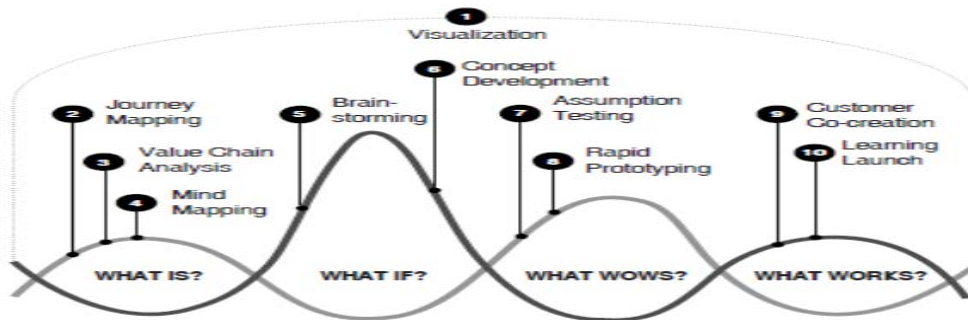 1
Visualization
2 Journey
Mapping
3 Value Chain
Analysis
4 Mind
Mapping
5 Brain-
storming
6 Concept
Development
7 Assumption
Testing
8 Rapid
Prototyping
9 Customer
Co-creation
10 Learning
Launch
WHAT IS?
WHAT IF?
WHAT WOWS?
WHAT WORKS?